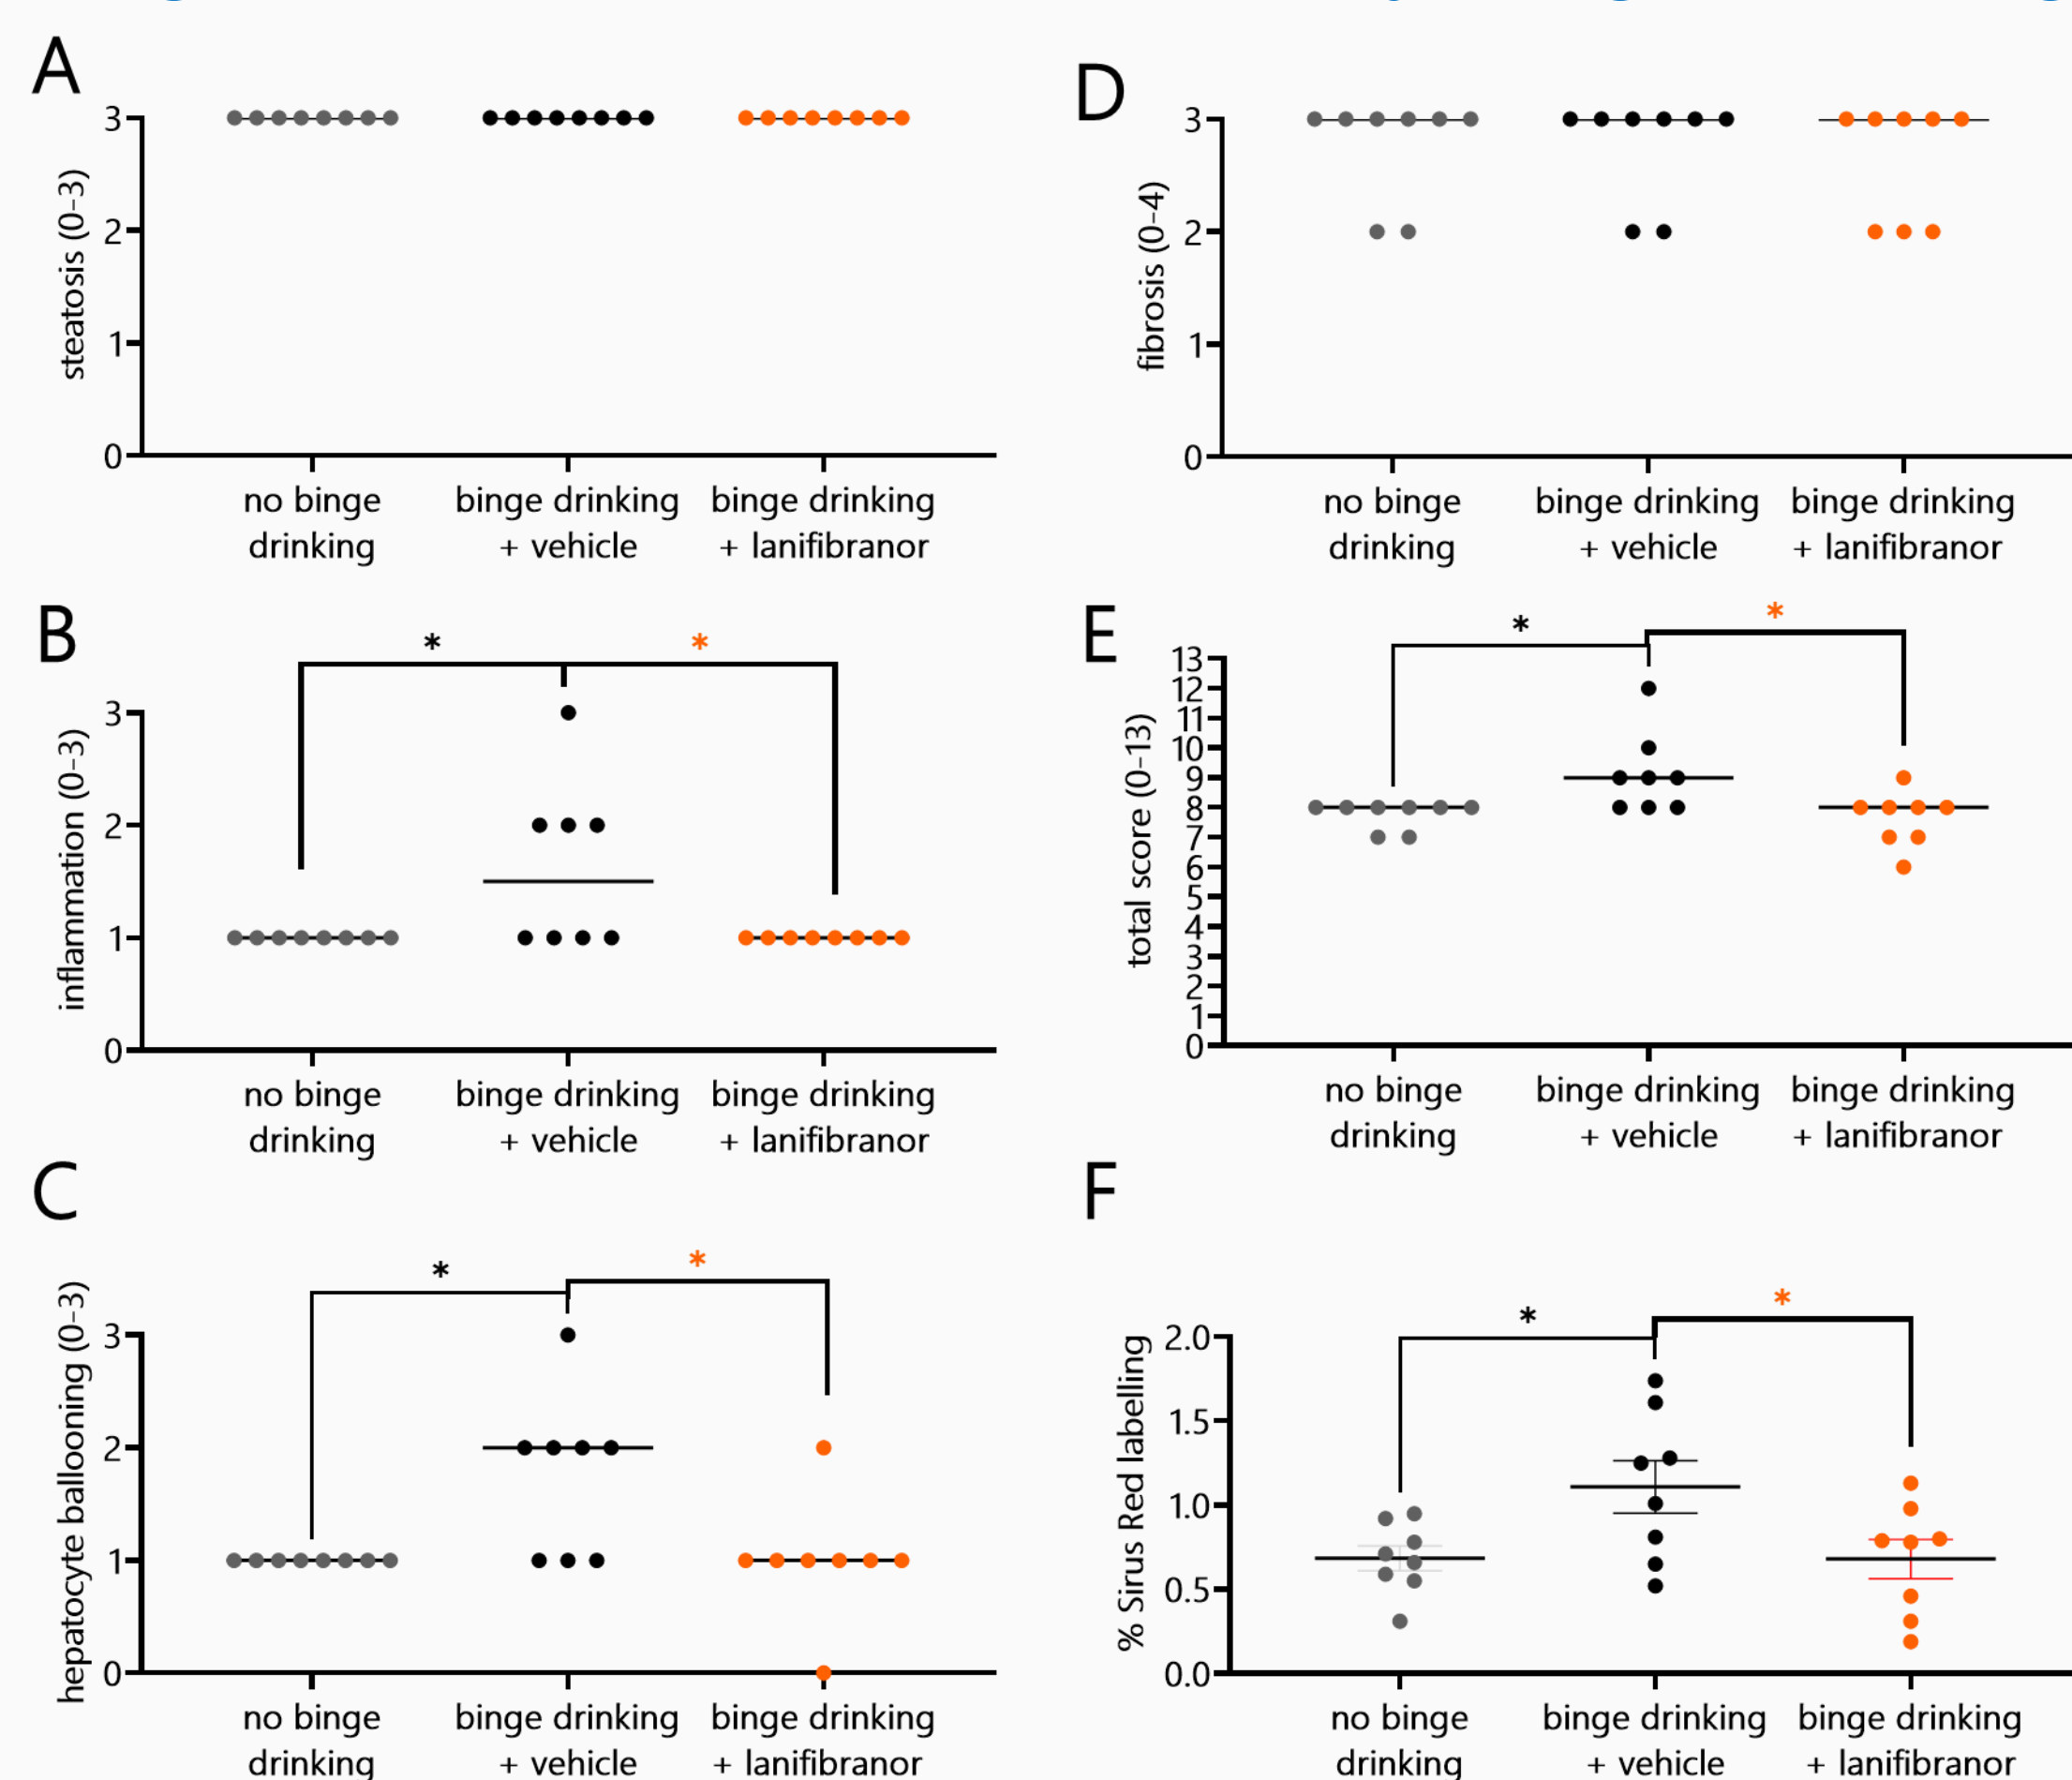 A
3
2
1
0
steatosis (0-3)
no binge
drinking
binge drinking
+ vehicle
binge drinking
+ lanifibranor
B
* *
3
2
1
0
inflammation (0-3)
no binge
drinking
binge drinking
+ vehicle
binge drinking
+ lanifibranor
C
* *
3
2
1
0
hepatocyte ballooning (0-3)
no binge
drinking
binge drinking
+ vehicle
binge drinking
+ lanifibranor
D
3
2
1
0
fibrosis (0-4)
no binge
drinking
binge drinking
+ vehicle
binge drinking
+ lanifibranor
E
* *
13
12
11
10
9
8
7
6
5
4
3
2
1
0
total score (0-13)
no binge
drinking
binge drinking
+ vehicle
binge drinking
+ lanifibranor
F
* *
2.0
1.5
1.0
0.5
0.0
% Sirus Red labelling
no binge
drinking
binge drinking
+ vehicle
binge drinking
+ lanifibranor